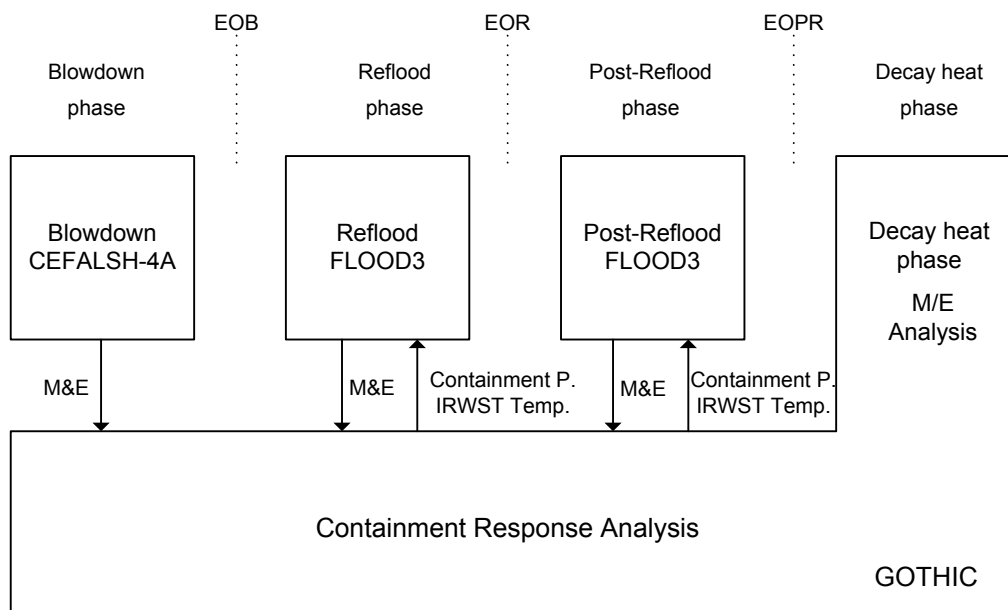 EOB
EOR
EOPR
Blowdown
phase
Reflood
phase
Post-Reflood
phase
Decay heat
phase
Blowdown
CEFALSH-4A
Reflood
FLOOD3
Post-Reflood
FLOOD3
Decay heat
phase
M/E
Analysis
M&E
M&E
Containment P.
IRWST Temp.
M&E
Containment P.
IRWST Temp.
Containment Response Analysis
GOTHIC